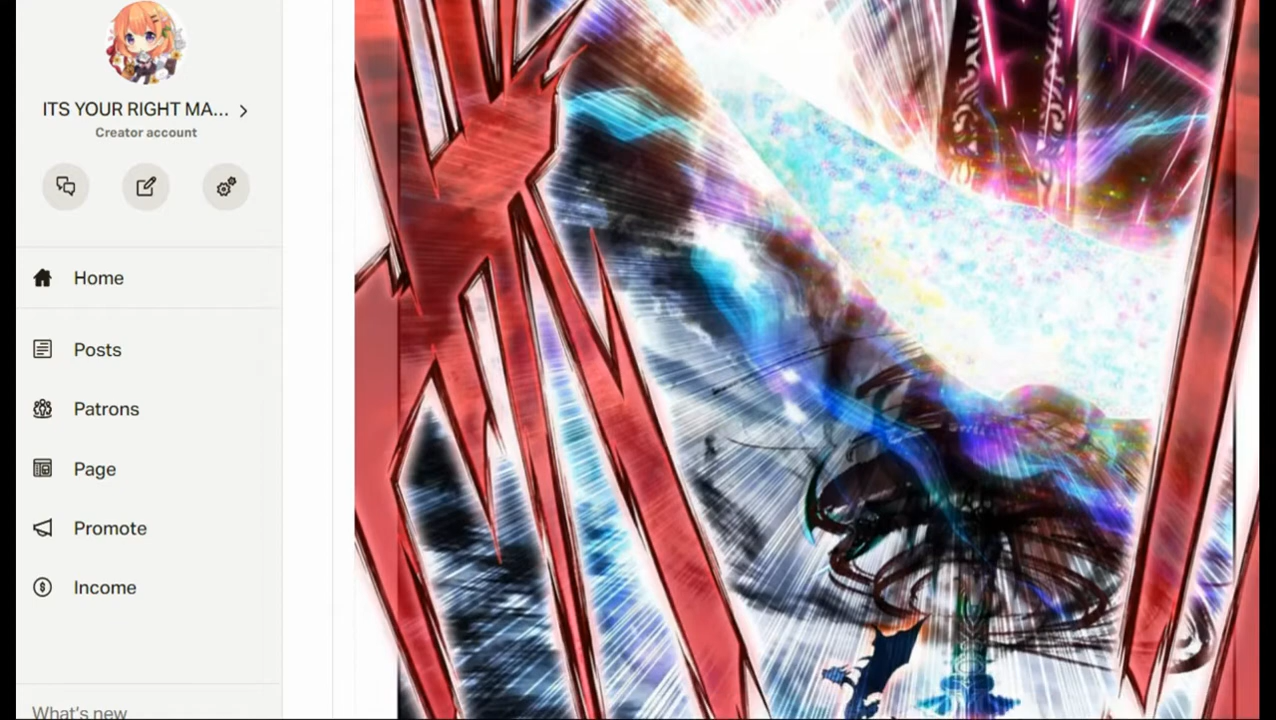 ITS YOUR RIGHT MA...
Creator account
Home
Posts
Patrons
Page
Promote
Income
What's new